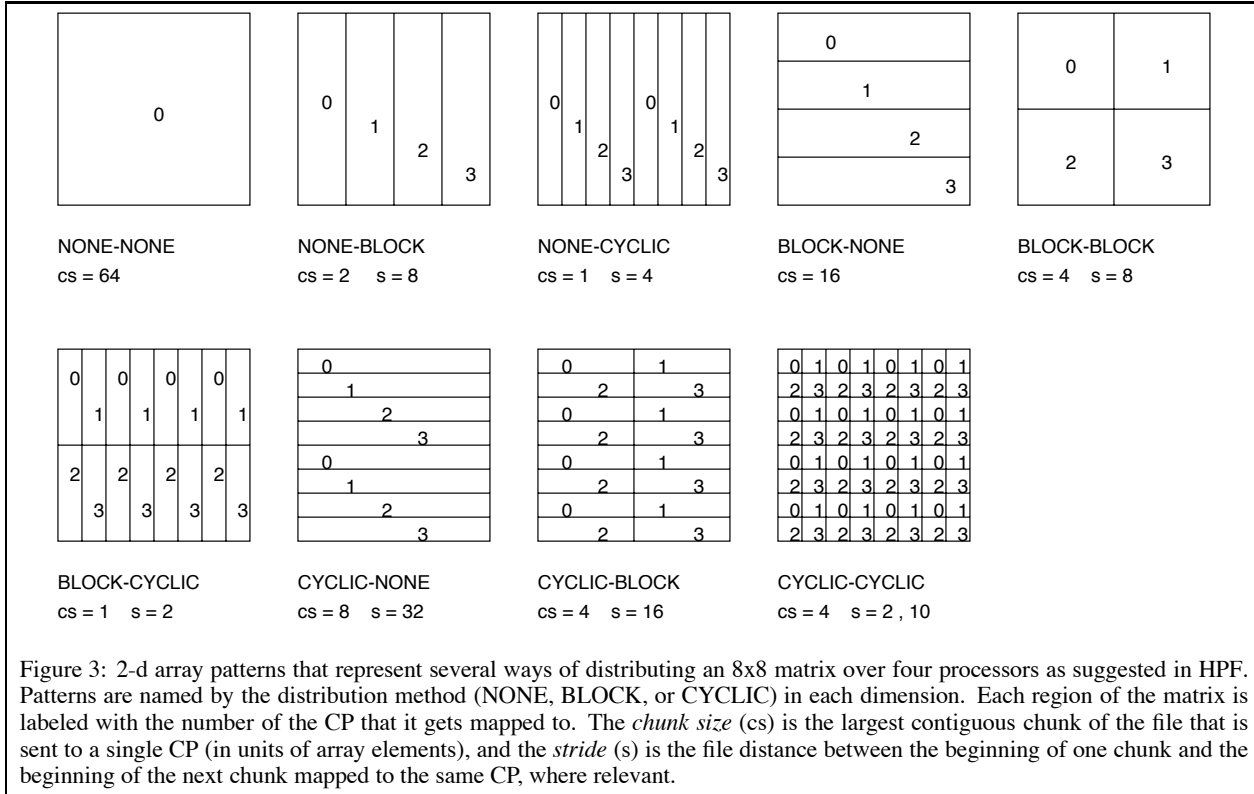 0
0
1
2
3
0
1
2
3
0
1
2
3
0
1
2
3
0
1
2
3
NONE-NONE
cs = 64
NONE-BLOCK
cs = 2 s = 8
NONE-CYCLIC
cs = 1 s = 4
BLOCK-NONE
cs = 16
BLOCK-BLOCK
cs = 4 s = 8
0 0 0 0
1 1 1 1
2 2 2 2
3 3 3 3
0
1
2
3
0
1
2
3
0 1
2 3
0 1
2 3
0 1
2 3
0 1
2 3
0 1 0 1 0 1 0 1
2 3 2 3 2 3 2 3
0 1 0 1 0 1 0 1
2 3 2 3 2 3 2 3
0 1 0 1 0 1 0 1
2 3 2 3 2 3 2 3
0 1 0 1 0 1 0 1
2 3 2 3 2 3 2 3
BLOCK-CYCLIC
cs = 1 s = 2
CYCLIC-NONE
cs = 8 s = 32
CYCLIC-BLOCK
cs = 4 s = 16
CYCLIC-CYCLIC
cs = 4 s = 2 , 10
Figure 3: 2-d array patterns that represent several ways of distributing an 8x8 matrix over four processors as suggested in HPF.
Patterns are named by the distribution method (NONE, BLOCK, or CYCLIC) in each dimension. Each region of the matrix is
labeled with the number of the CP that it gets mapped to. The chunk size (cs) is the largest contiguous chunk of the file that is
sent to a single CP (in units of array elements), and the stride (s) is the file distance between the beginning of one chunk and the
beginning of the next chunk mapped to the same CP, where relevant.